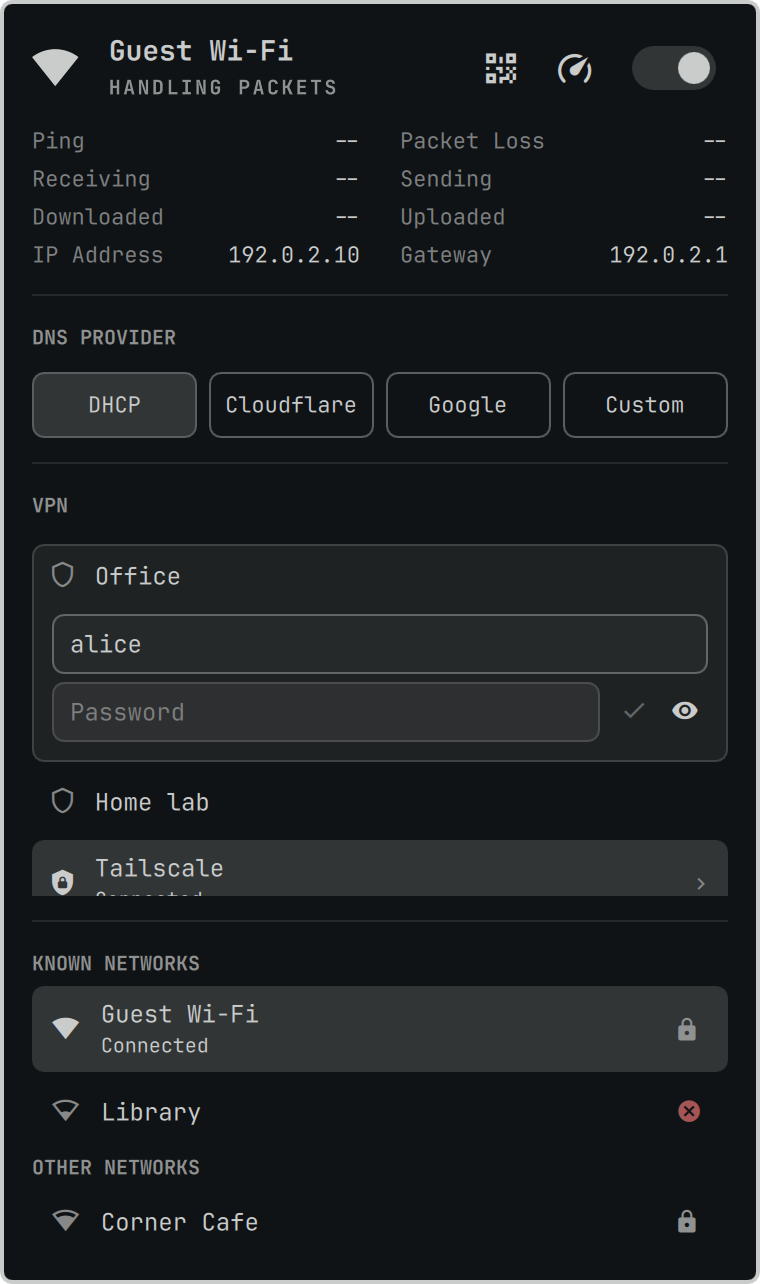 Guest Wi-Fi
HANDLING PACKETS
Ping -- Packet Loss --
Receiving -- Sending --
Downloaded -- Uploaded --
IP Address 192.0.2.10 Gateway 192.0.2.1
DNS PROVIDER
DHCP Cloudflare Google Custom
VPN
Office
alice
Password
Home lab
Tailscale
Connected
KNOWN NETWORKS
Guest Wi-Fi
Connected
Library
OTHER NETWORKS
Corner Cafe